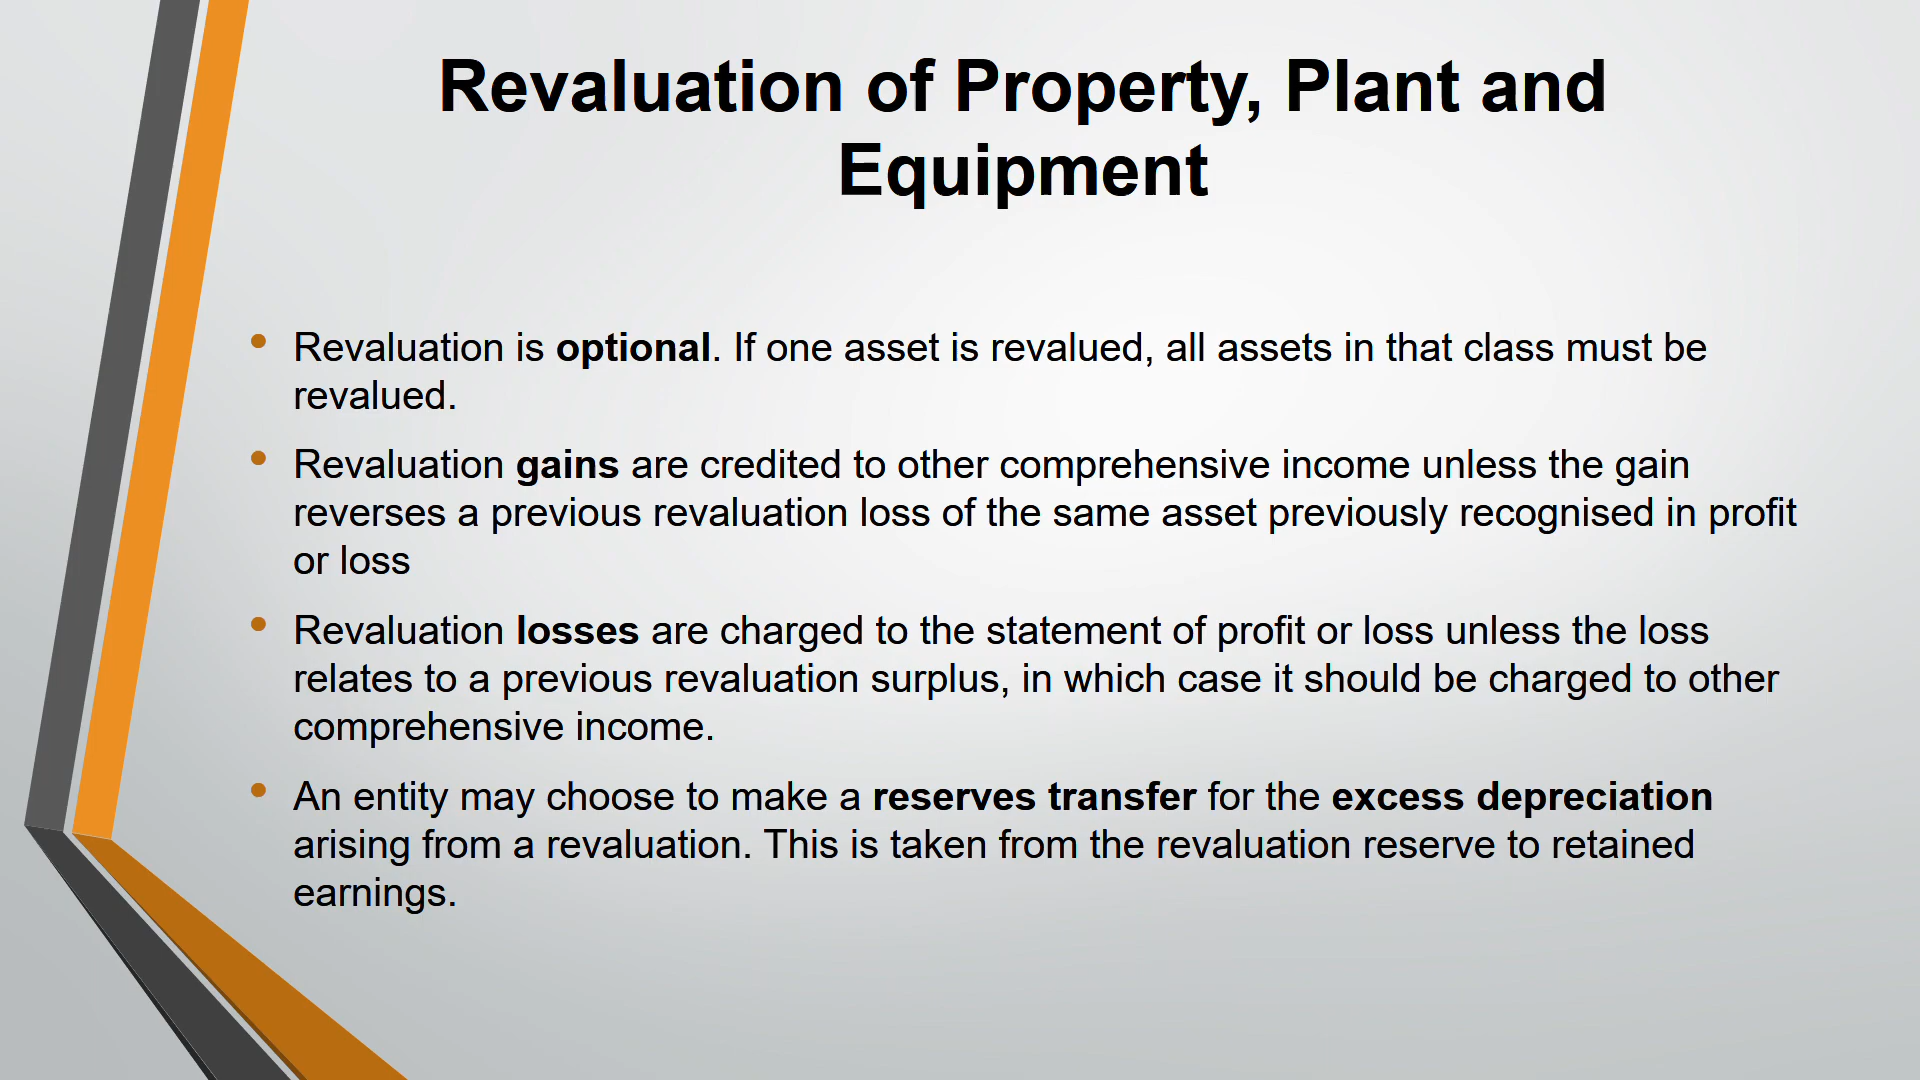 Revaluation of Property, Plant and
Equipment
• Revaluation is optional. If one asset is revalued, all assets in that class must be
revalued.
• Revaluation gains are credited to other comprehensive income unless the gain
reverses a previous revaluation loss of the same asset previously recognised in profit
or loss
• Revaluation losses are charged to the statement of profit or loss unless the loss
relates to a previous revaluation surplus, in which case it should be charged to other
comprehensive income.
• An entity may choose to make a reserves transfer for the excess depreciation
arising from a revaluation. This is taken from the revaluation reserve to retained
earnings.